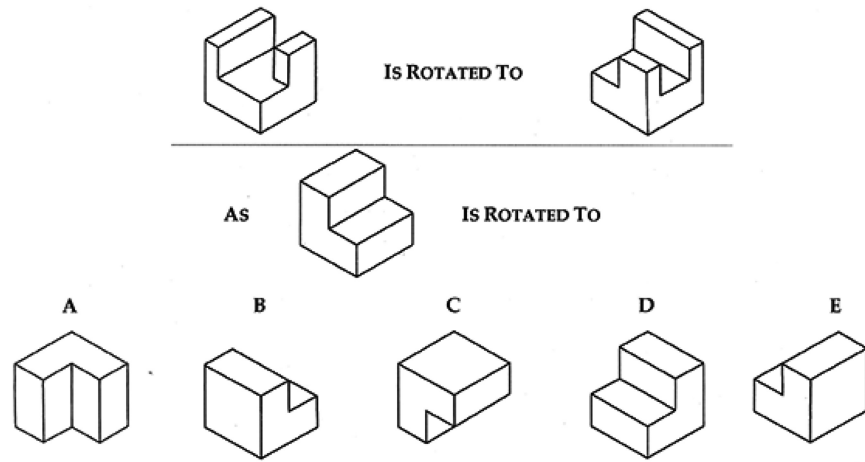 IS ROTATED TO
AS IS ROTATED TO
A B C D E